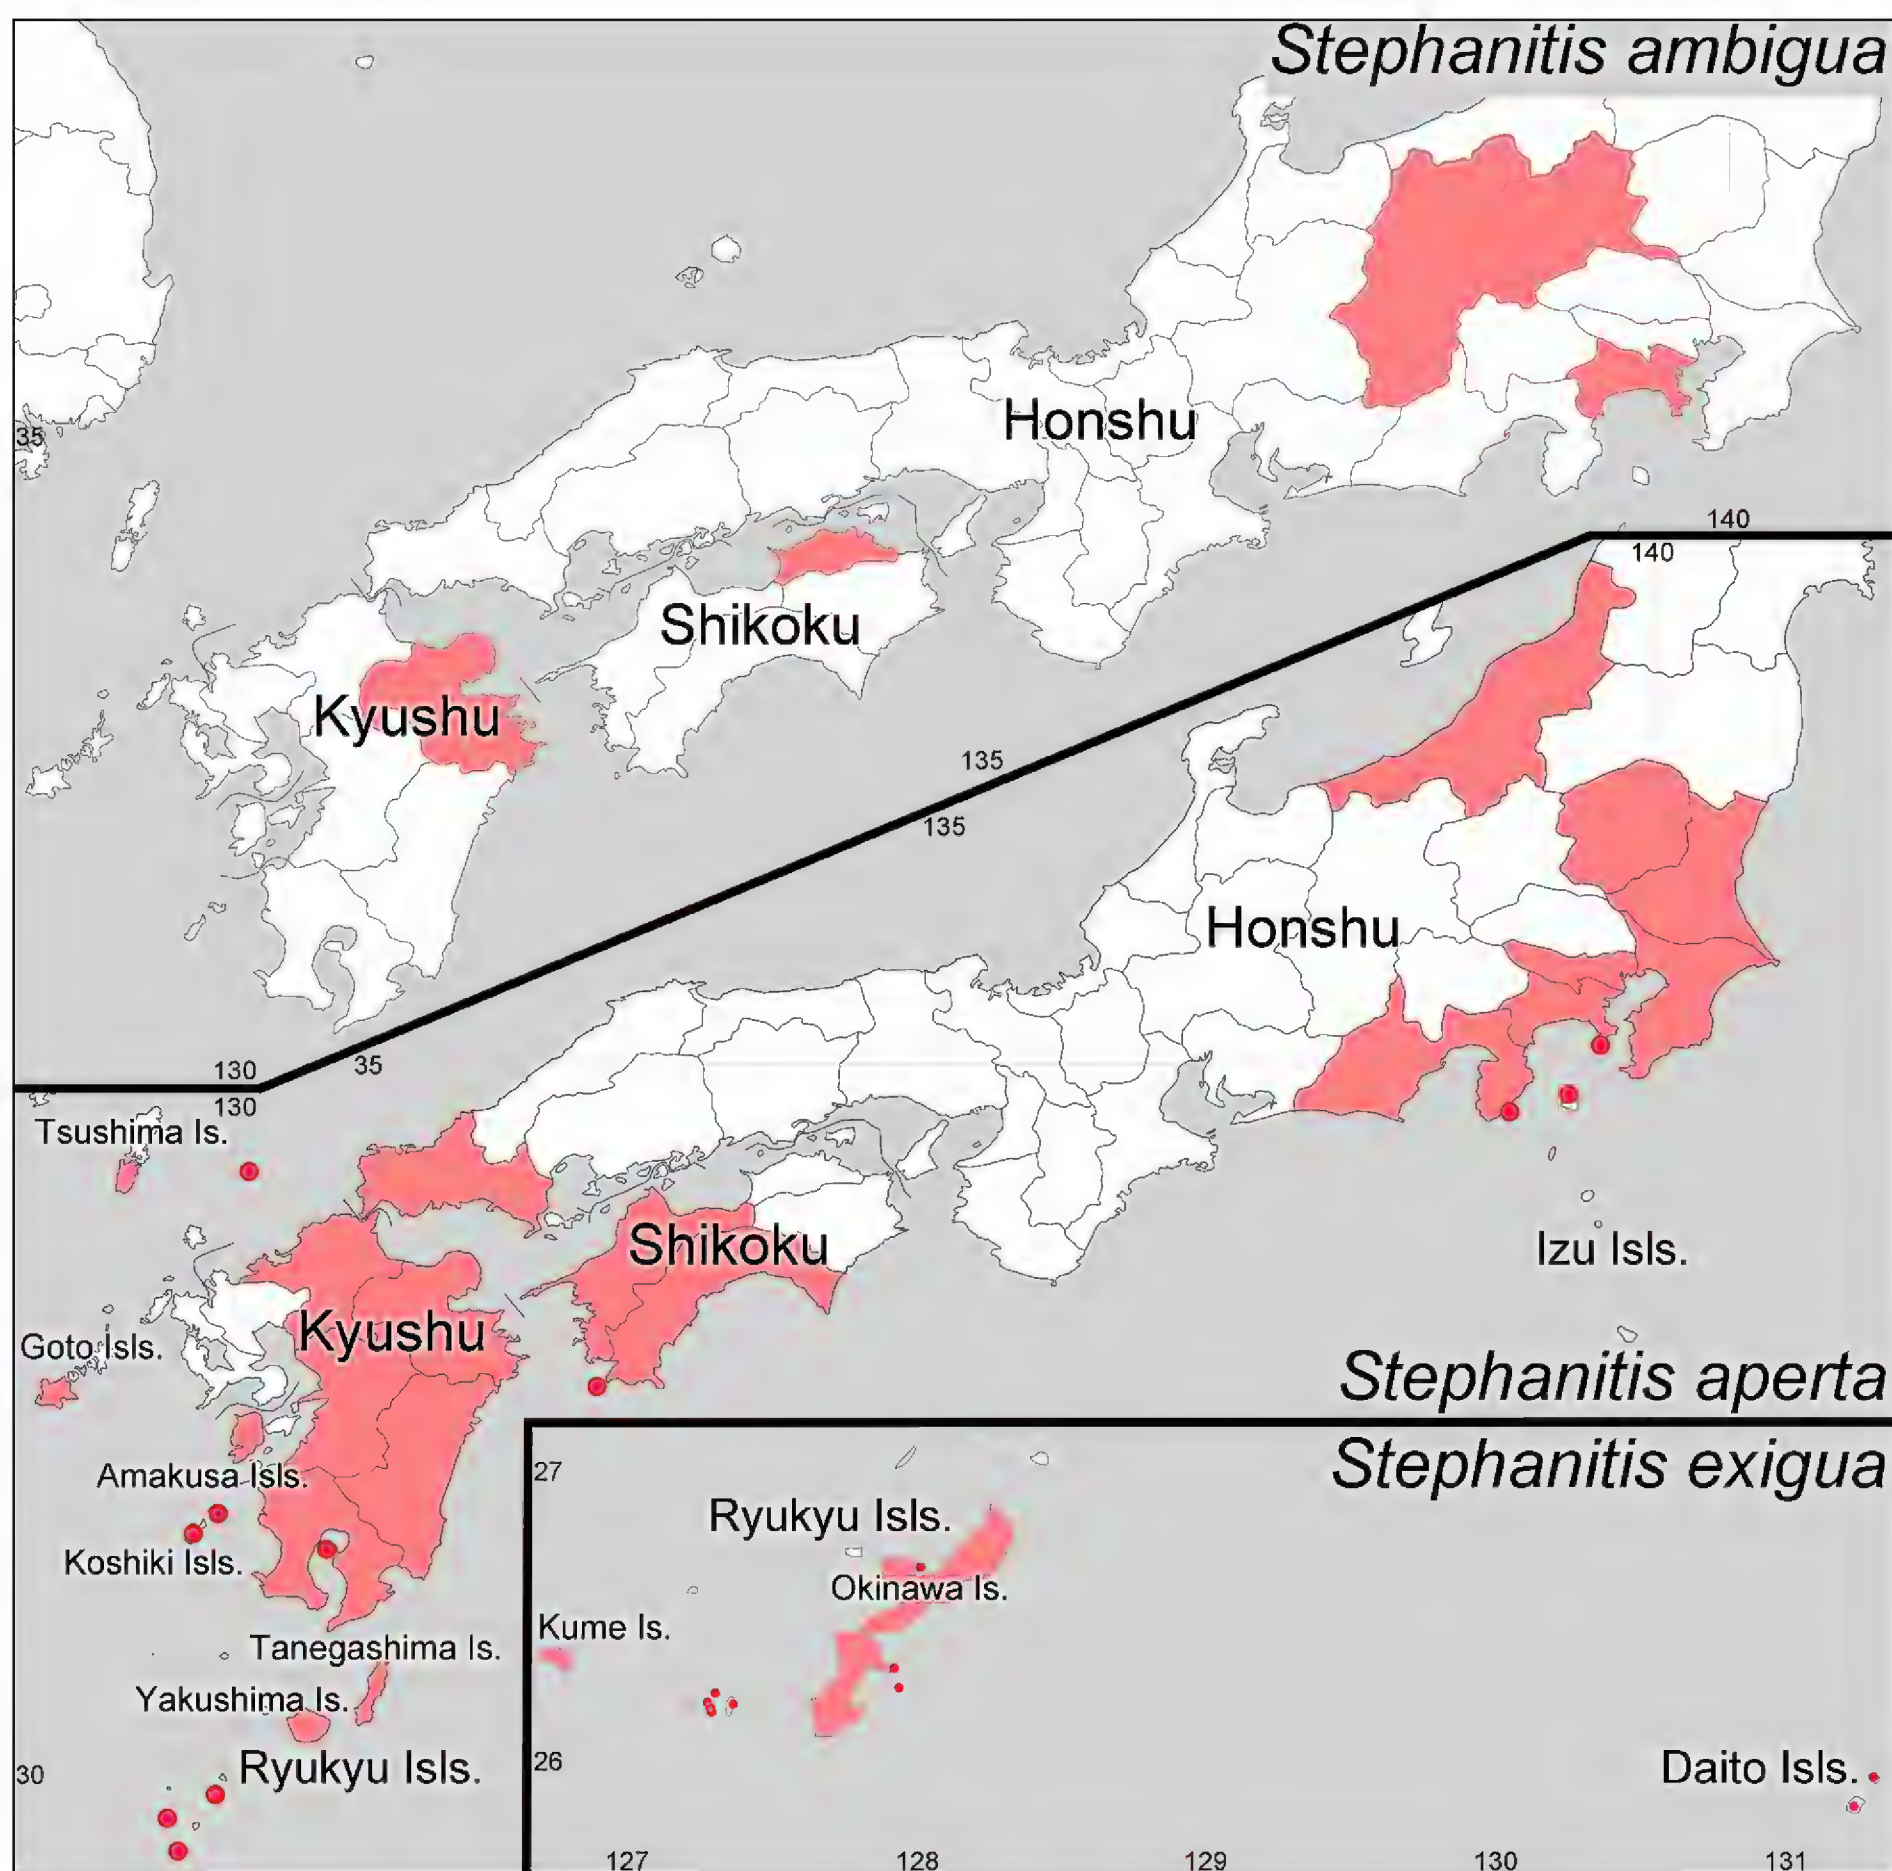 Stephanitis ambigua
Honshu
35
140
140
Shikoku
Kyushu
135
135
Honshu
130
35
130
Tsushima Is.
Shikoku
Izu Isls.
Kyushu
Goto Isls.
Stephanitis aperta
Stephanitis exigua
27
Amakusa Isls.
Ryukyu Isls.
Koshiki Isls.
Okinawa Is.
Kume Is.
Tanegashima Is.
Yakushima Is.
Ryukyu Isls.
30
26
Daito Isls.
127
128
129
130
131